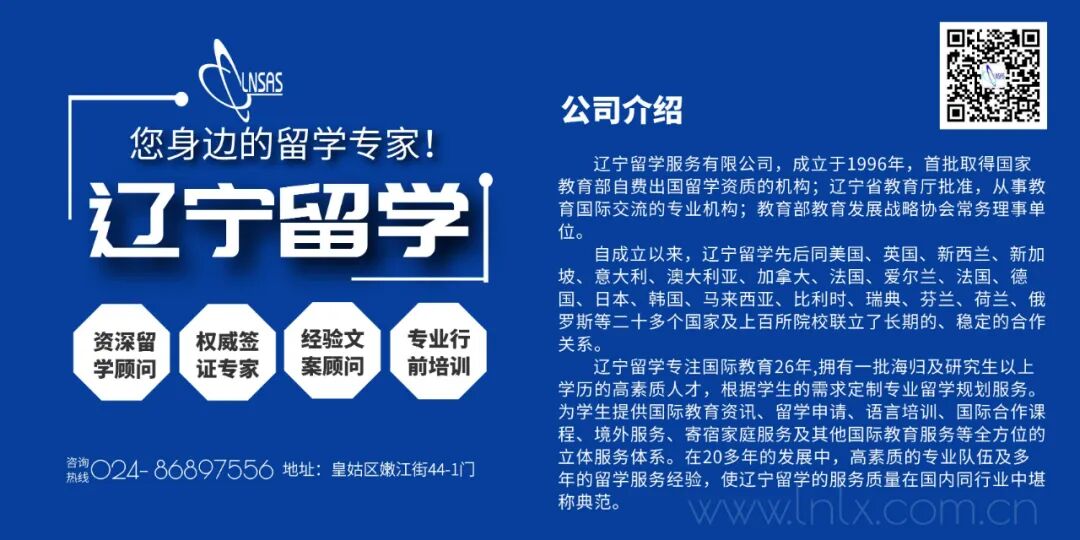 LNSAS
您身边的留学专家！
辽宁留学
资深留
学顾问
权威签
证专家
经验文
案顾问
专业行
前培训
咨询
热线
024-86897556 地址：皇姑区嫩江街44-1门
公司介绍
辽宁留学服务有限公司，成立于1996年，首批取得国家
教育部自费出国留学资质的机构；辽宁省教育厅批准，从事教
育国际交流的专业机构；教育部教育发展战略协会常务理事单
位。
自成立以来，辽宁留学先后同美国、英国、新西兰、新加
坡、意大利、澳大利亚、加拿大、法国、爱尔兰、法国、德
国、日本、韩国、马来西亚、比利时、瑞典、芬兰、荷兰、俄
罗斯等二十多个国家及上百所院校联立了长期的、稳定的合作
关系。
辽宁留学专注国际教育26年,拥有一批海归及研究生以上
学历的高素质人才，根据学生的需求定制专业留学规划服务。
为学生提供国际教育资讯、留学申请、语言培训、国际合作课
程、境外服务、寄宿家庭服务及其他国际教育服务等全方位的
立体服务体系。在20多年的发展中，高素质的专业队伍及多
年的留学服务经验，使辽宁留学的服务质量在国内同行业中堪
称典范。
www.lnlx.com.cn